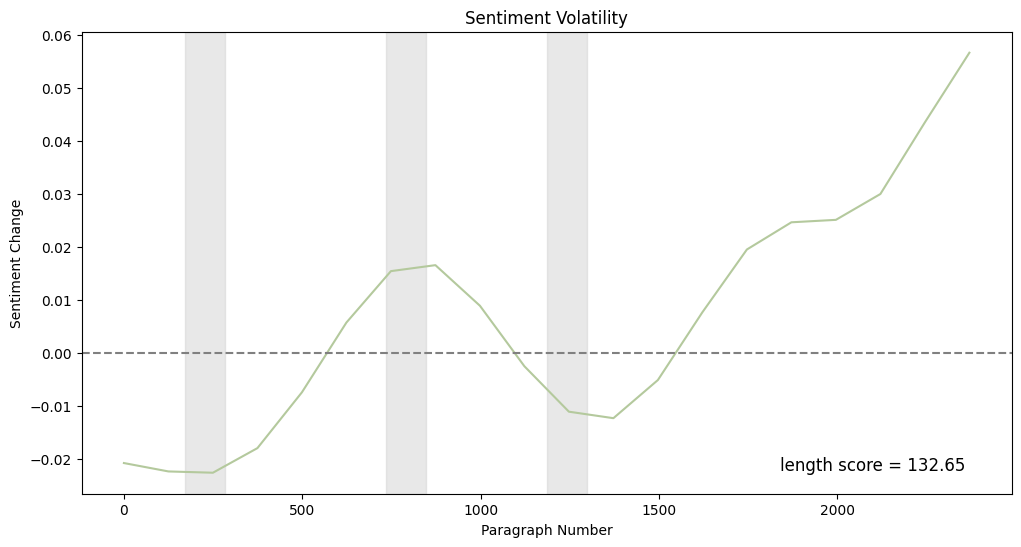 Sentiment Volatility
0.06
0.05
0.04
0.03
0.02
0.01
0.00
−0.01
−0.02
Sentiment Change
length score = 132.65
0 500 1000 1500 2000
Paragraph Number